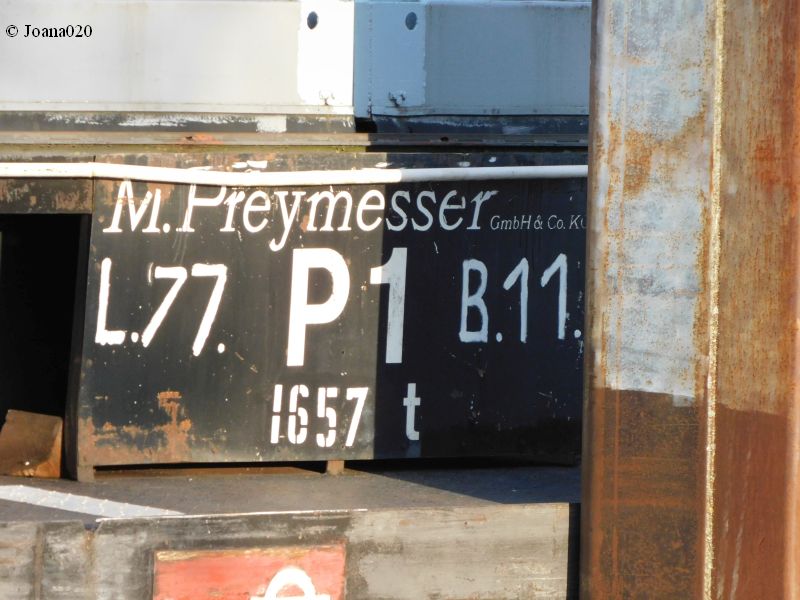 © Joana020
M. Preymesser GmbH & Co. KG
L.77. P1 B.11.
1657 t